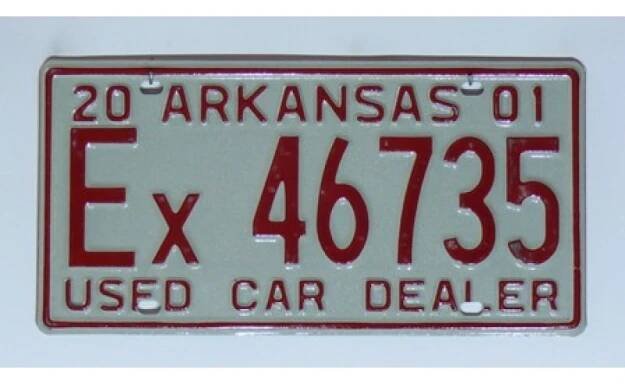 20 ARKANSAS 01
Ex 46735
USED CAR DEALER